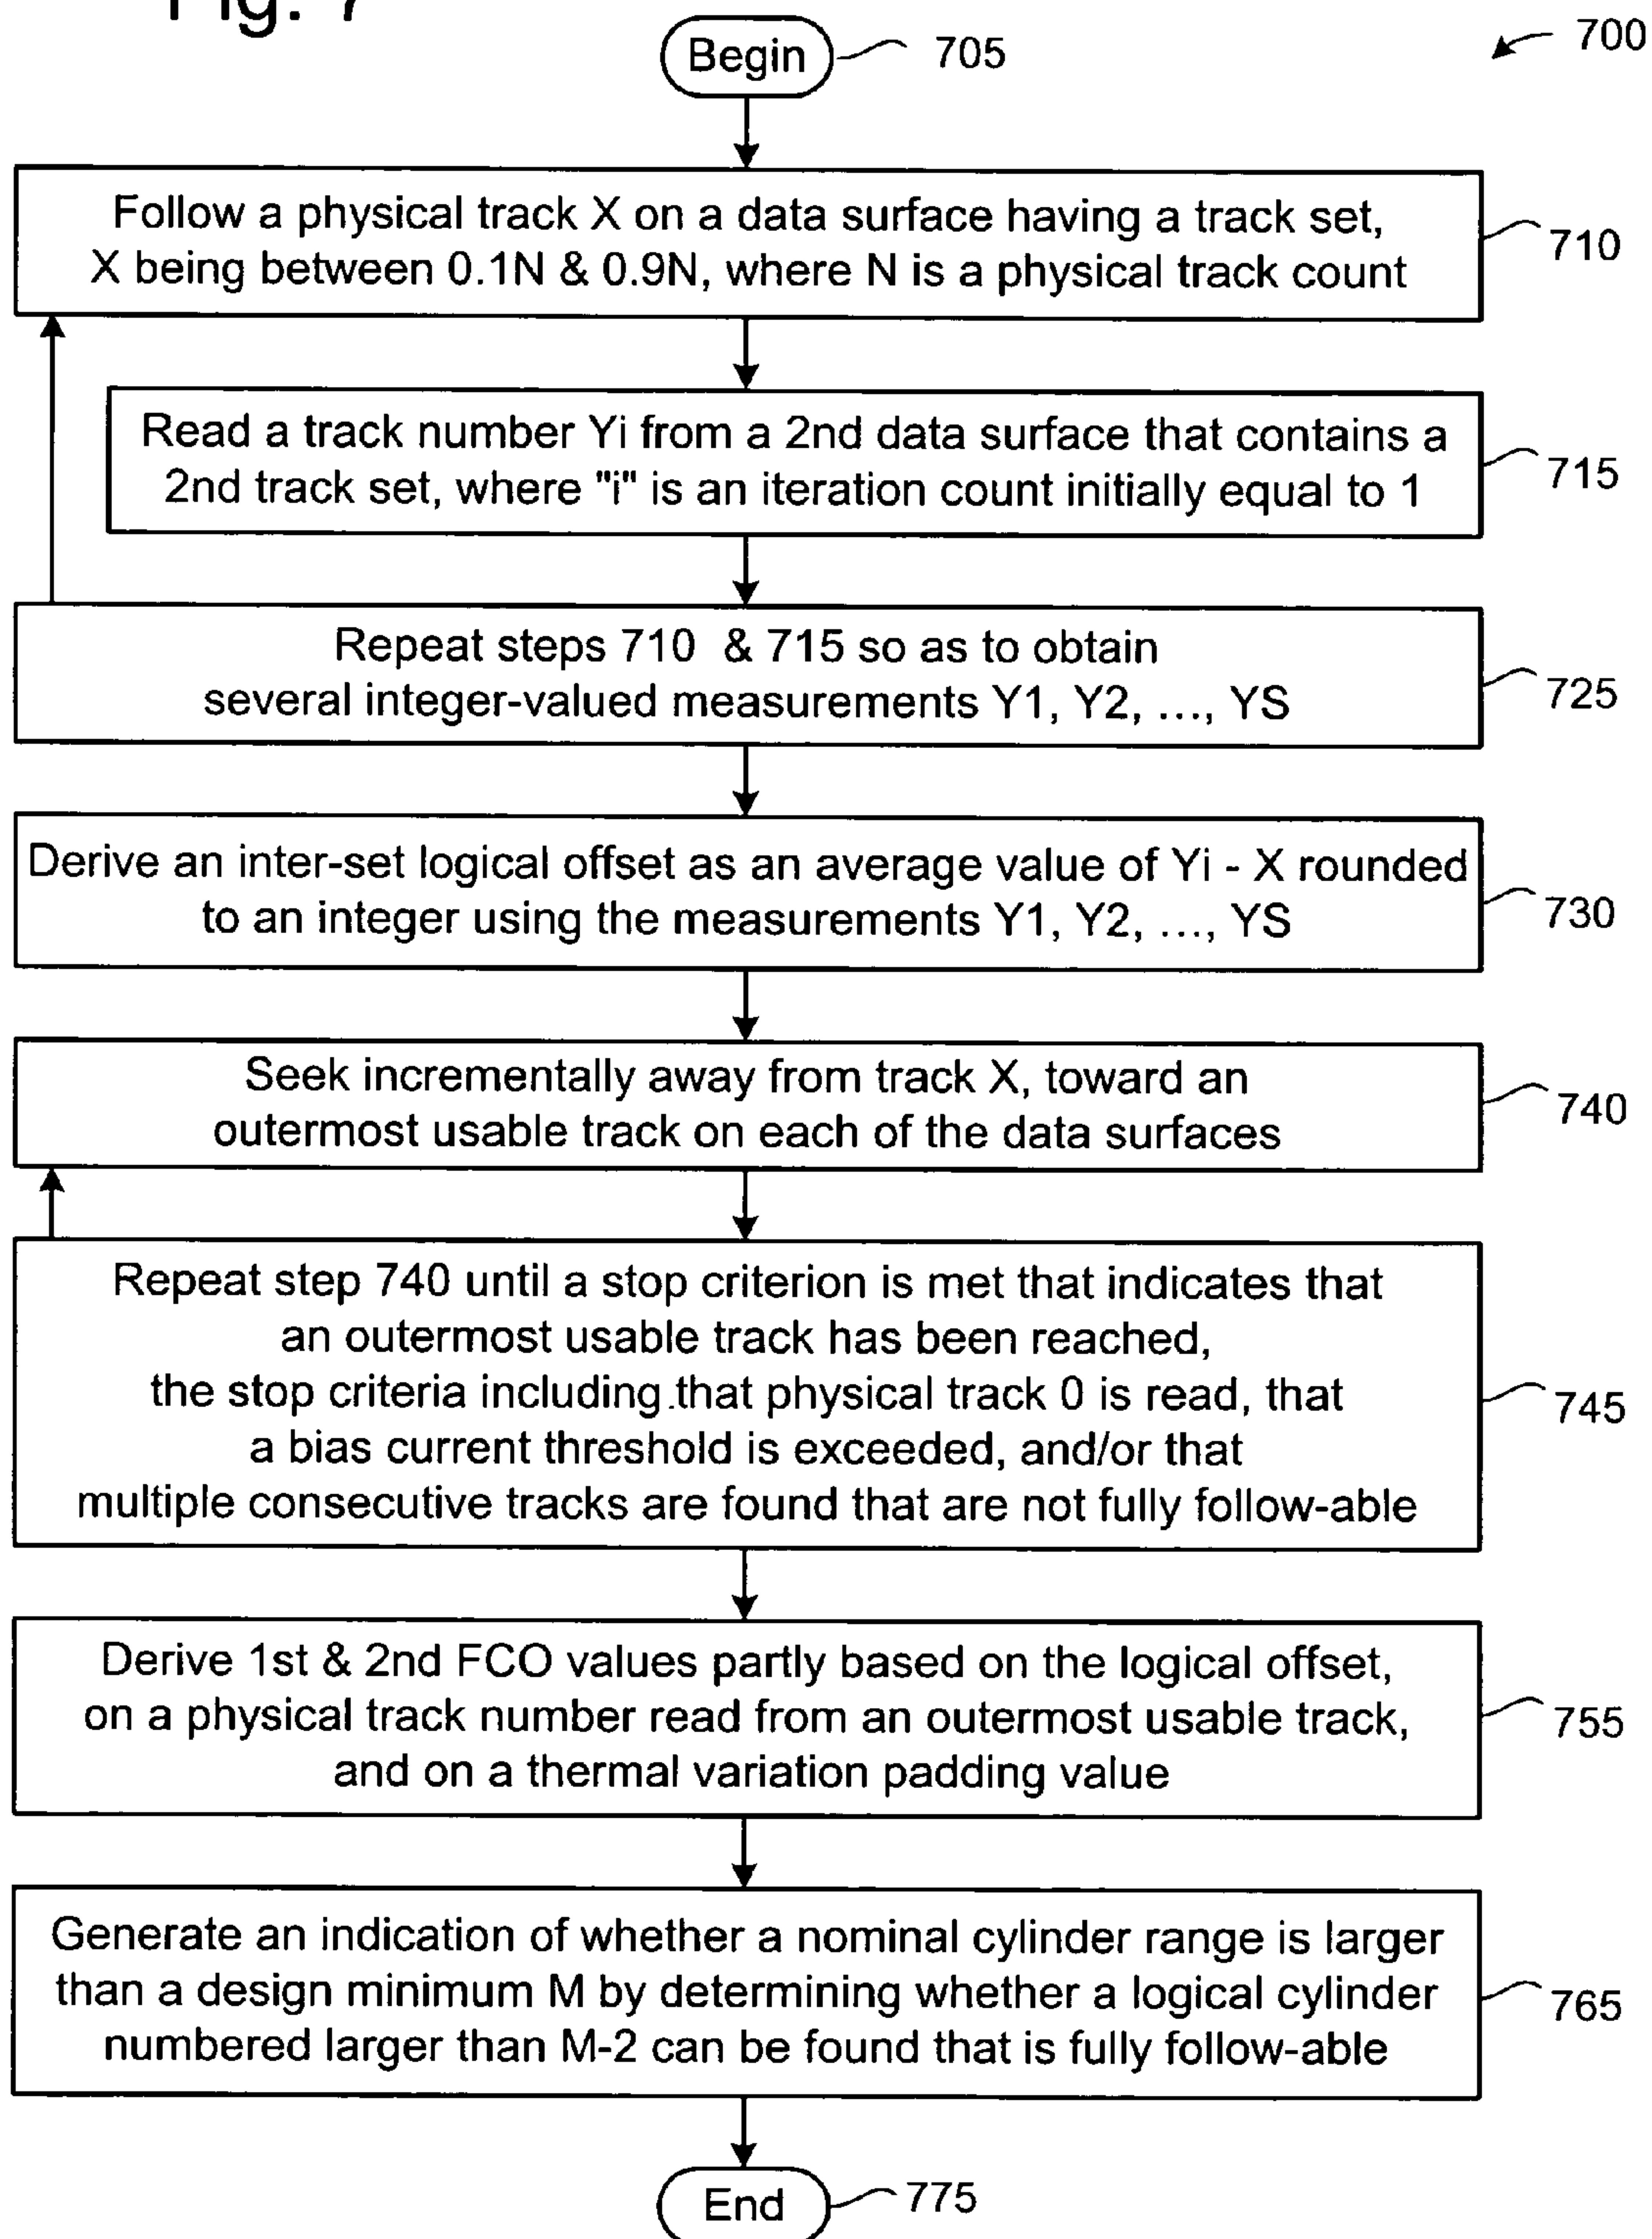 Fig. 7
700
Begin
705
Follow a physical track X on a data surface having a track set,
X being between 0.1N & 0.9N, where N is a physical track count
710
Read a track number Yi from a 2nd data surface that contains a
2nd track set, where "i" is an iteration count initially equal to 1
715
Repeat steps 710 & 715 so as to obtain
several integer-valued measurements Y1, Y2, ..., YS
725
Derive an inter-set logical offset as an average value of Yi - X rounded
to an integer using the measurements Y1, Y2, ..., YS
730
Seek incrementally away from track X, toward an
outermost usable track on each of the data surfaces
740
Repeat step 740 until a stop criterion is met that indicates that
an outermost usable track has been reached,
the stop criteria including that physical track 0 is read, that
a bias current threshold is exceeded, and/or that
multiple consecutive tracks are found that are not fully follow-able
745
Derive 1st & 2nd FCO values partly based on the logical offset,
on a physical track number read from an outermost usable track,
and on a thermal variation padding value
755
Generate an indication of whether a nominal cylinder range is larger
than a design minimum M by determining whether a logical cylinder
numbered larger than M-2 can be found that is fully follow-able
765
End
775